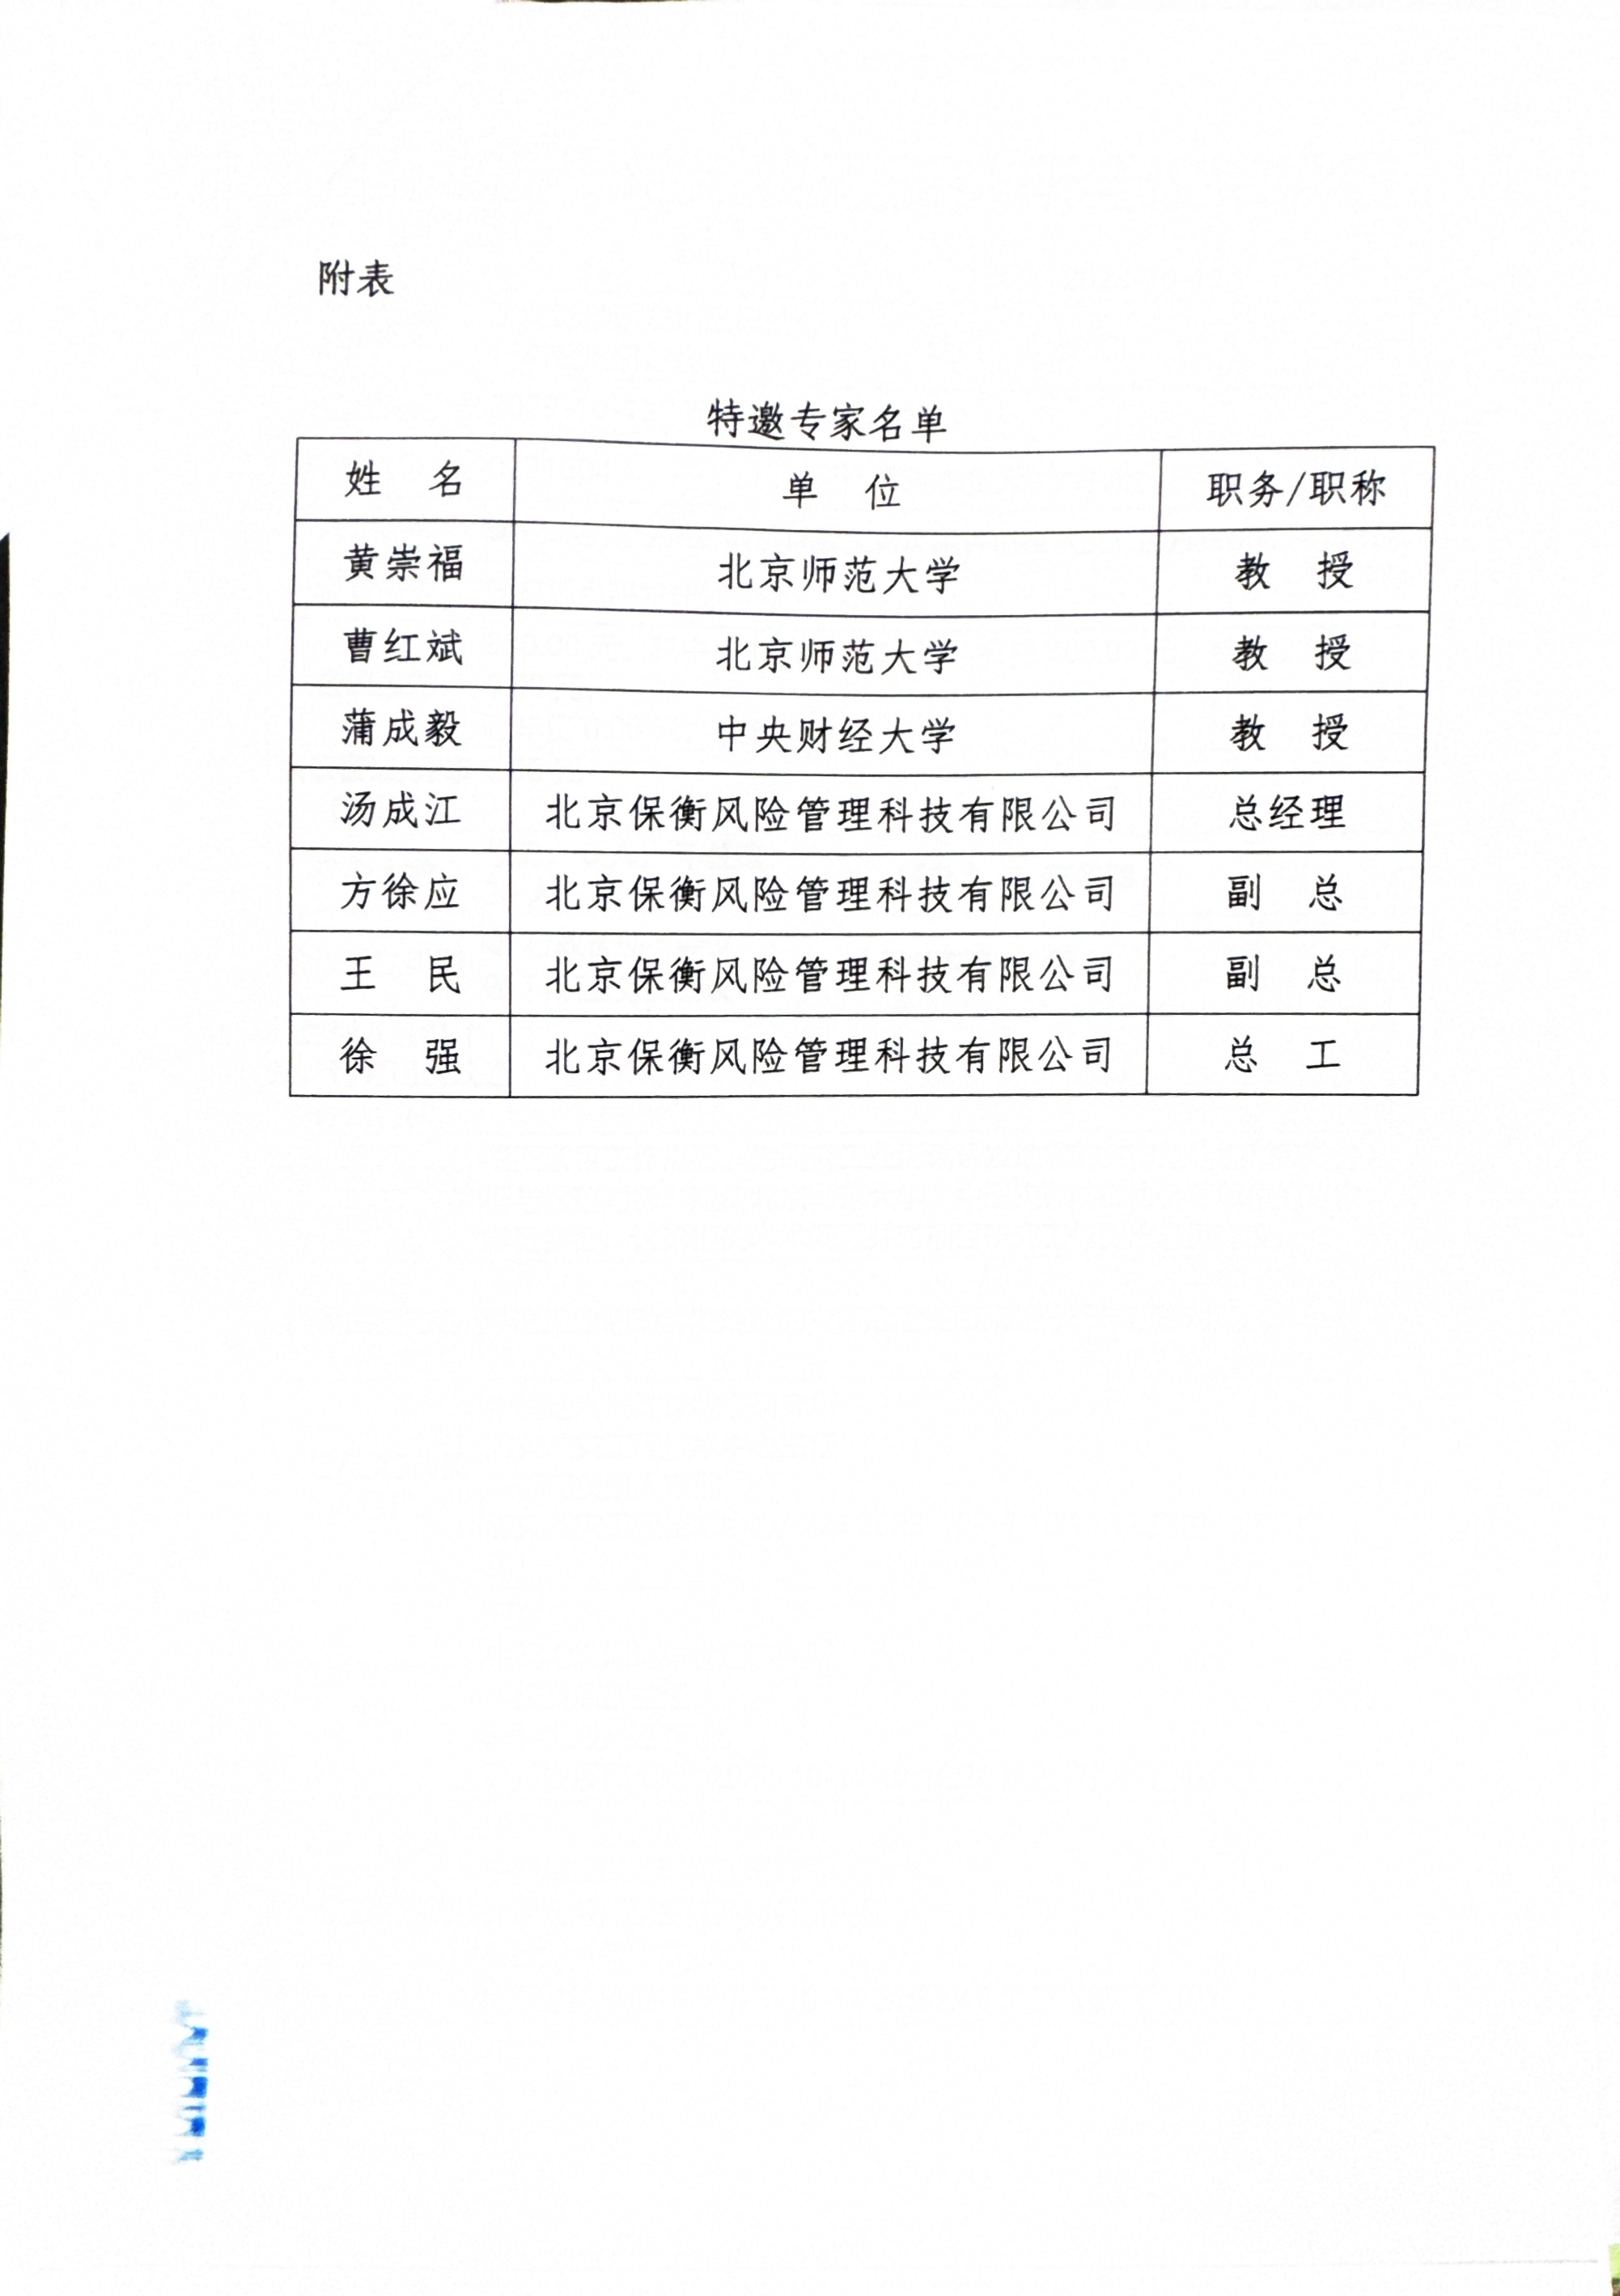 附表
特邀专家名单
姓 名 单 位 职务/职称
黄崇福 北京师范大学 教 授
曹红斌 北京师范大学 教 授
蒲成毅 中央财经大学 教 授
汤成江 北京保衡风险管理科技有限公司 总经理
方徐应 北京保衡风险管理科技有限公司 副 总
王 民 北京保衡风险管理科技有限公司 副 总
徐 强 北京保衡风险管理科技有限公司 总 工